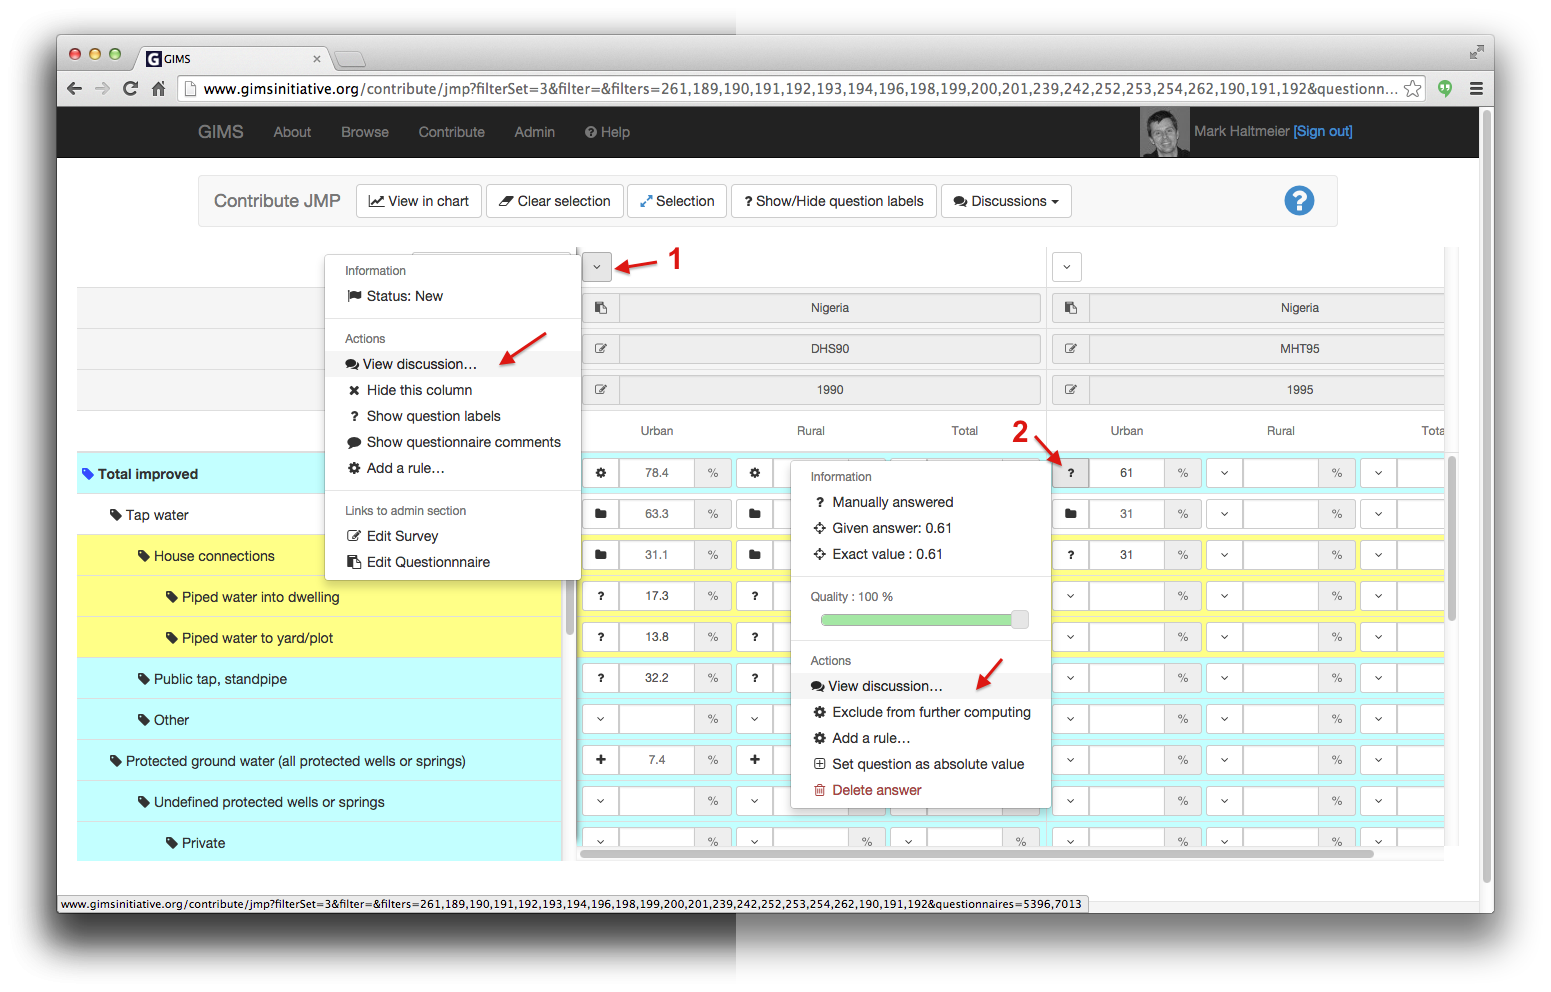 GIMS
www.gimsinitiative.org/contribute/jmp?filterSet=3&filter=&filters=261,189,190,191,192,193,194,196,198,199,200,201,239,242,252,253,254,262,190,191,192&questionn...
GIMS About Browse Contribute Admin ? Help Mark Haltmeier [Sign out]
Contribute JMP View in chart Clear selection Selection ? Show/Hide question labels Discussions ?
1
Information
Status: New
Actions
View discussion…
Hide this column
? Show question labels
Show questionnaire comments
Add a rule…
Links to admin section
Edit Survey
Edit Questionnnaire
Nigeria Nigeria
DHS90 MHT95
1990 1995
Urban Rural Total 2 Urban Rural Tota
Total improved 78.4 % ? 61 % % 
Tap water 63.3 % 31 % %
House connections 31.1 % ? 31 % %
Piped water into dwelling ? 17.3 % ? % %
Piped water to yard/plot ? 13.8 % ? % %
Public tap, standpipe ? 32.2 % ? % %
Other % % %
Protected ground water (all protected wells or springs) 7.4 % % %
Undefined protected wells or springs % % %
Private % % % % %
Information
? Manually answered
Given answer: 0.61
Exact value : 0.61
Quality : 100 %
Actions
View discussion…
Exclude from further computing
Add a rule…
Set question as absolute value
Delete answer
www.gimsinitiative.org/contribute/jmp?filterSet=3&filter=&filters=261,189,190,191,192,193,194,196,198,199,200,201,239,242,252,253,254,262,190,191,192&questionnaires=5396,7013